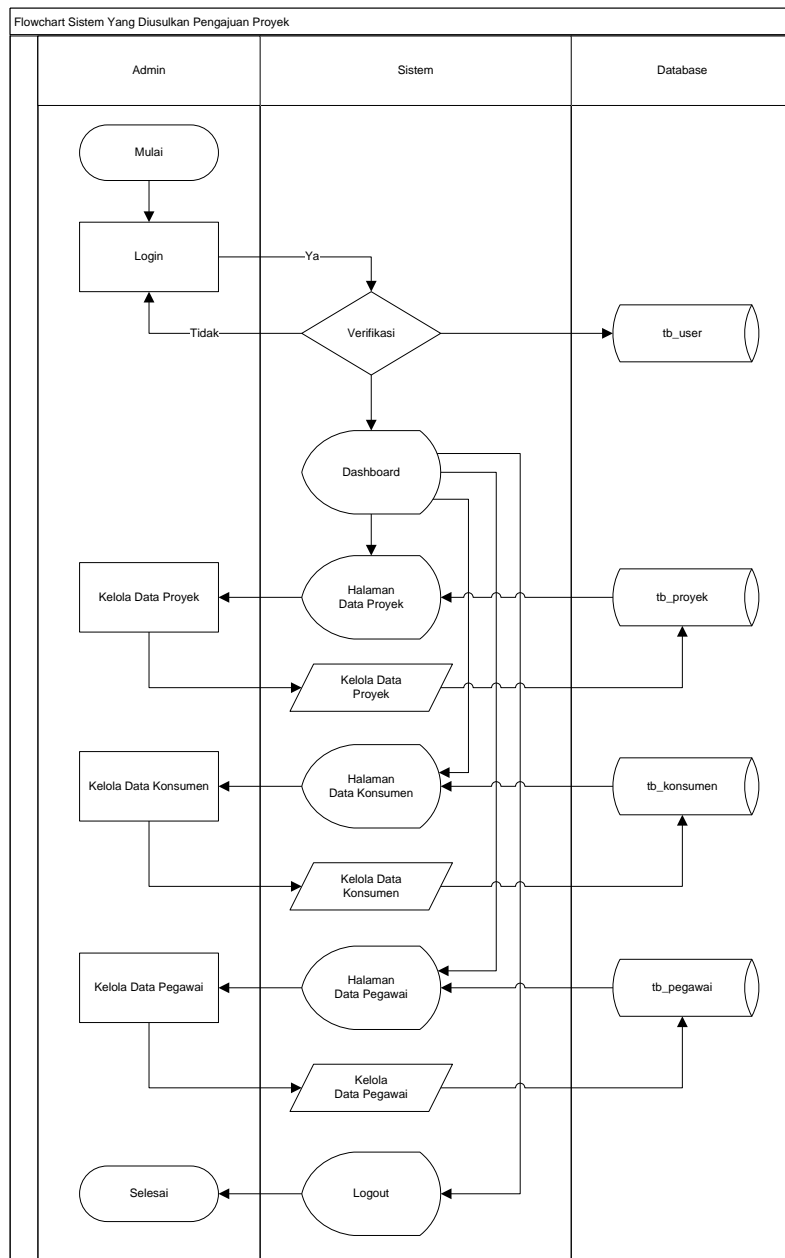 Flowchart Sistem Yang Diusulkan Pengajuan Proyek
Admin
Sistem
Database
Mulai
Login
Ya
Tidak
Verifikasi
tb_user
Dashboard
Kelola Data Proyek
Halaman
Data Proyek
tb_proyek
Kelola Data
Proyek
Kelola Data Konsumen
Halaman
Data Konsumen
tb_konsumen
Kelola Data
Konsumen
Kelola Data Pegawai
Halaman
Data Pegawai
tb_pegawai
Kelola
Data Pegawai
Selesai
Logout